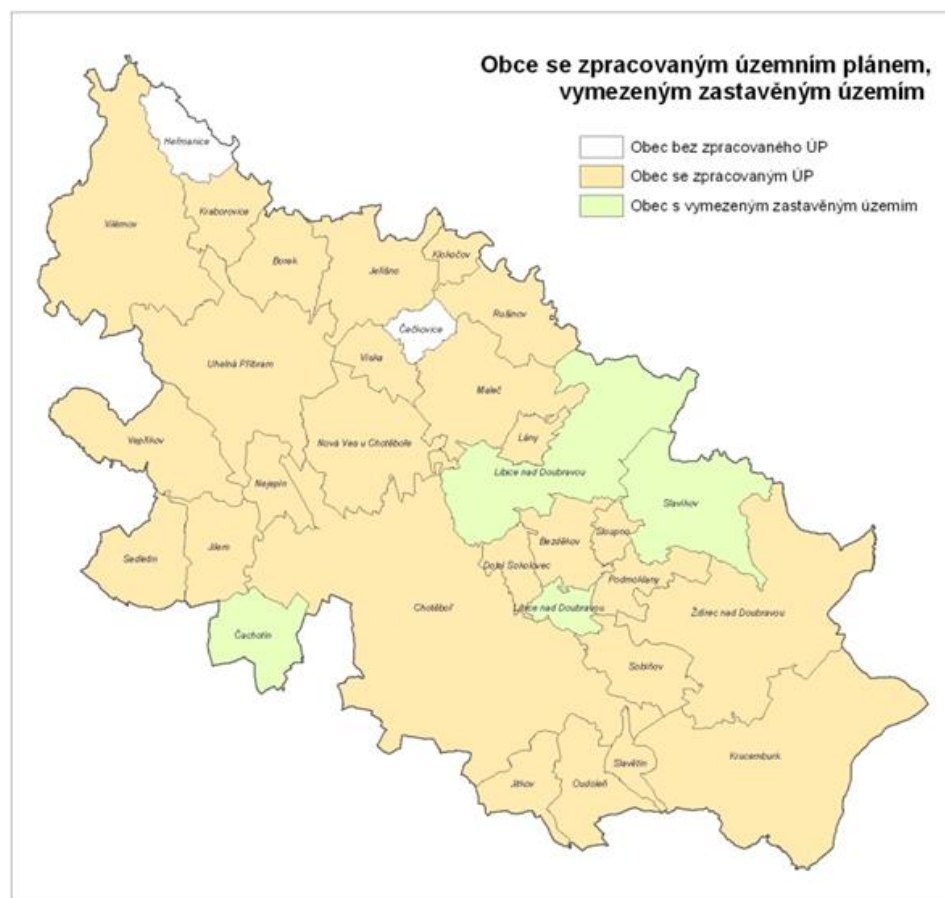 Obce se zpracovaným územním plánem,
vymezeným zastavěným územím
Obec bez zpracovaného ÚP
Obec se zpracovaným ÚP
Obec s vymezeným zastavěným územím
Heřmanice
Vilémov
Kraborovice
Borek
Jeřišno
Klokočov
Rušinov
Čečkovice
Víska
Uhelná Příbram
Maleč
Vepříkov
Nová Ves u Chotěboře
Lány
Libice nad Doubravou
Nejepín
Slavíkov
Sedletín
Jilem
Bezděkov
Sloupno
Dolní Sokolovec
Podmoklany
Chotěboř
Libice nad Doubravou
Ždírec nad Doubravou
Čachotín
Sobíňov
Krucemburk
Slavětín
Jitkov
Oudoleň